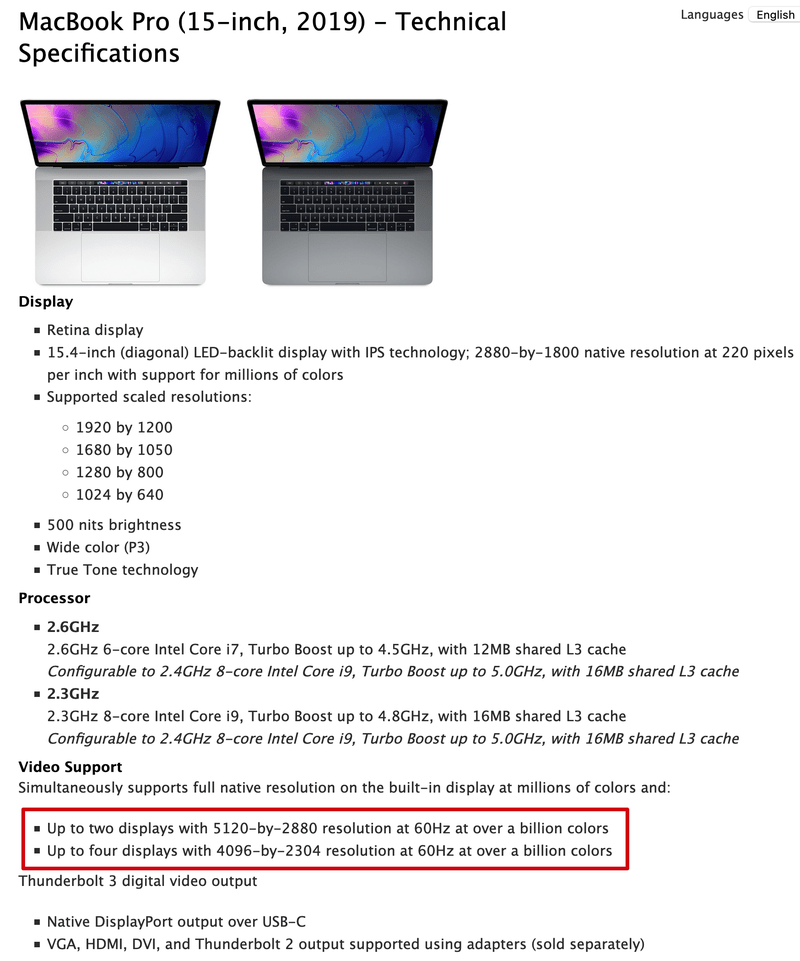 MacBook Pro (15-inch, 2019) - Technical
Specifications
Languages English
Display
Retina display
15.4-inch (diagonal) LED-backlit display with IPS technology; 2880-by-1800 native resolution at 220 pixels
per inch with support for millions of colors
Supported scaled resolutions:
1920 by 1200
1680 by 1050
1280 by 800
1024 by 640
500 nits brightness
Wide color (P3)
True Tone technology
Processor
2.6GHz
2.6GHz 6-core Intel Core i7, Turbo Boost up to 4.5GHz, with 12MB shared L3 cache
Configurable to 2.4GHz 8-core Intel Core i9, Turbo Boost up to 5.0GHz, with 16MB shared L3 cache
2.3GHz
2.3GHz 8-core Intel Core i9, Turbo Boost up to 4.8GHz, with 16MB shared L3 cache
Configurable to 2.4GHz 8-core Intel Core i9, Turbo Boost up to 5.0GHz, with 16MB shared L3 cache
Video Support
Simultaneously supports full native resolution on the built-in display at millions of colors and:
Up to two displays with 5120-by-2880 resolution at 60Hz at over a billion colors
Up to four displays with 4096-by-2304 resolution at 60Hz at over a billion colors
Thunderbolt 3 digital video output
Native DisplayPort output over USB-C
VGA, HDMI, DVI, and Thunderbolt 2 output supported using adapters (sold separately)